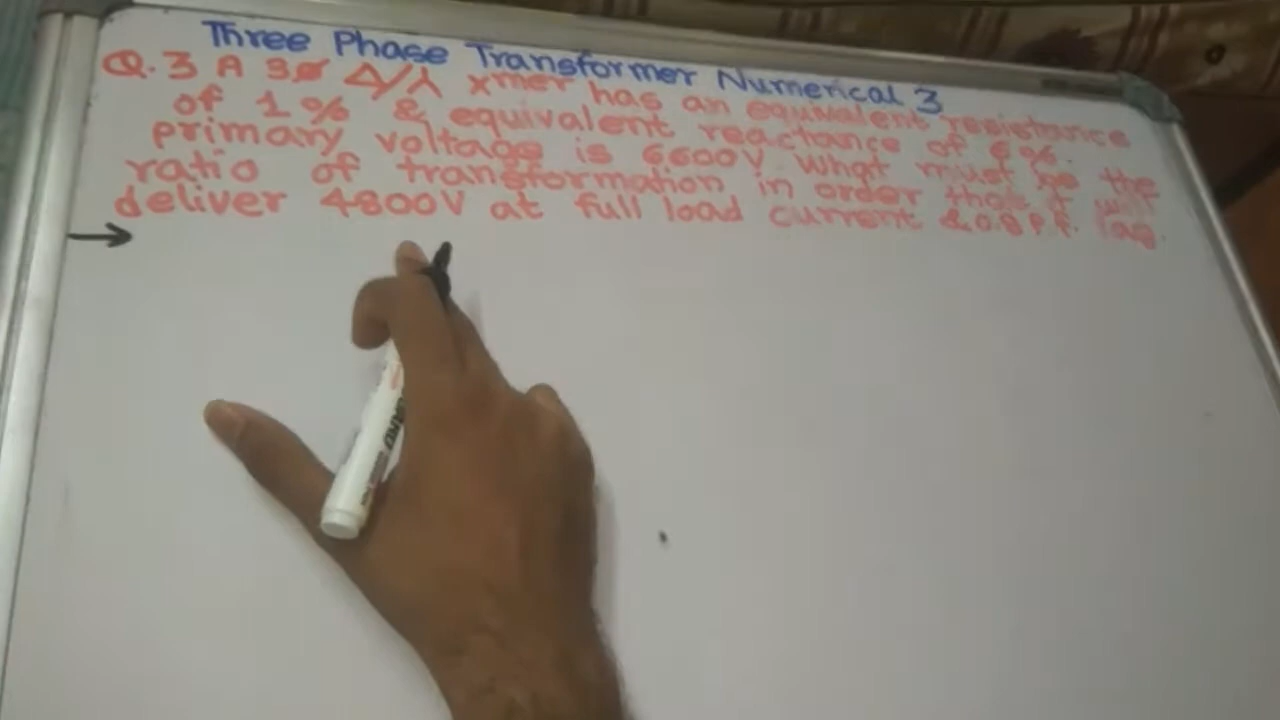 Three Phase Transformer Numerical 3
Q.3 A 3ø Δ/⅄ xmer has an equivalent resistance
of 1% & equivalent reactance of 6%.
primary voltage is 6600V. What must be the
ratio of transformation in order that it will
deliver 4800V at full load current & 0.8 P.f. lag.